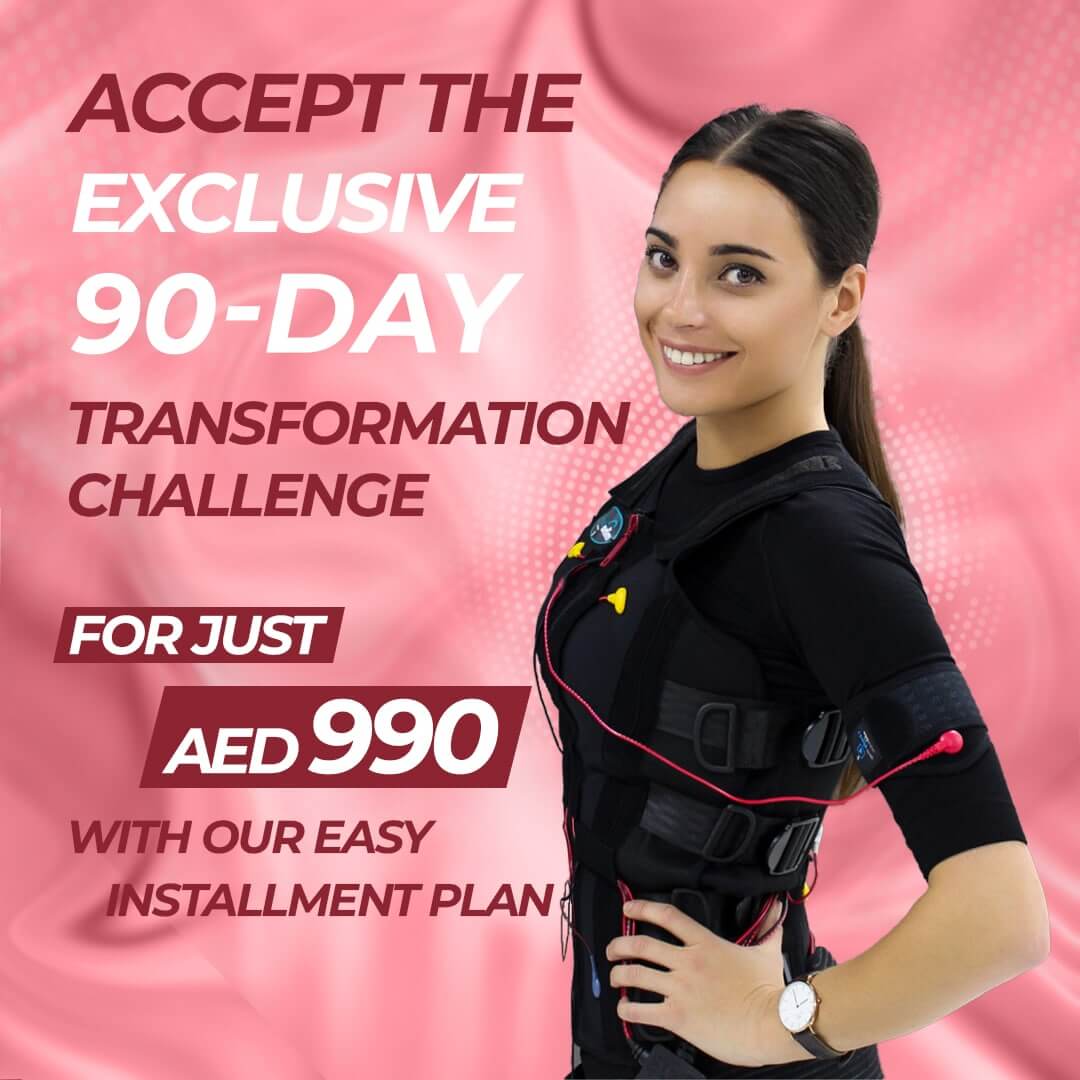 ACCEPT THE
EXCLUSIVE
90-DAY
TRANSFORMATION
CHALLENGE
FOR JUST
AED 990
WITH OUR EASY
INSTALLMENT PLAN